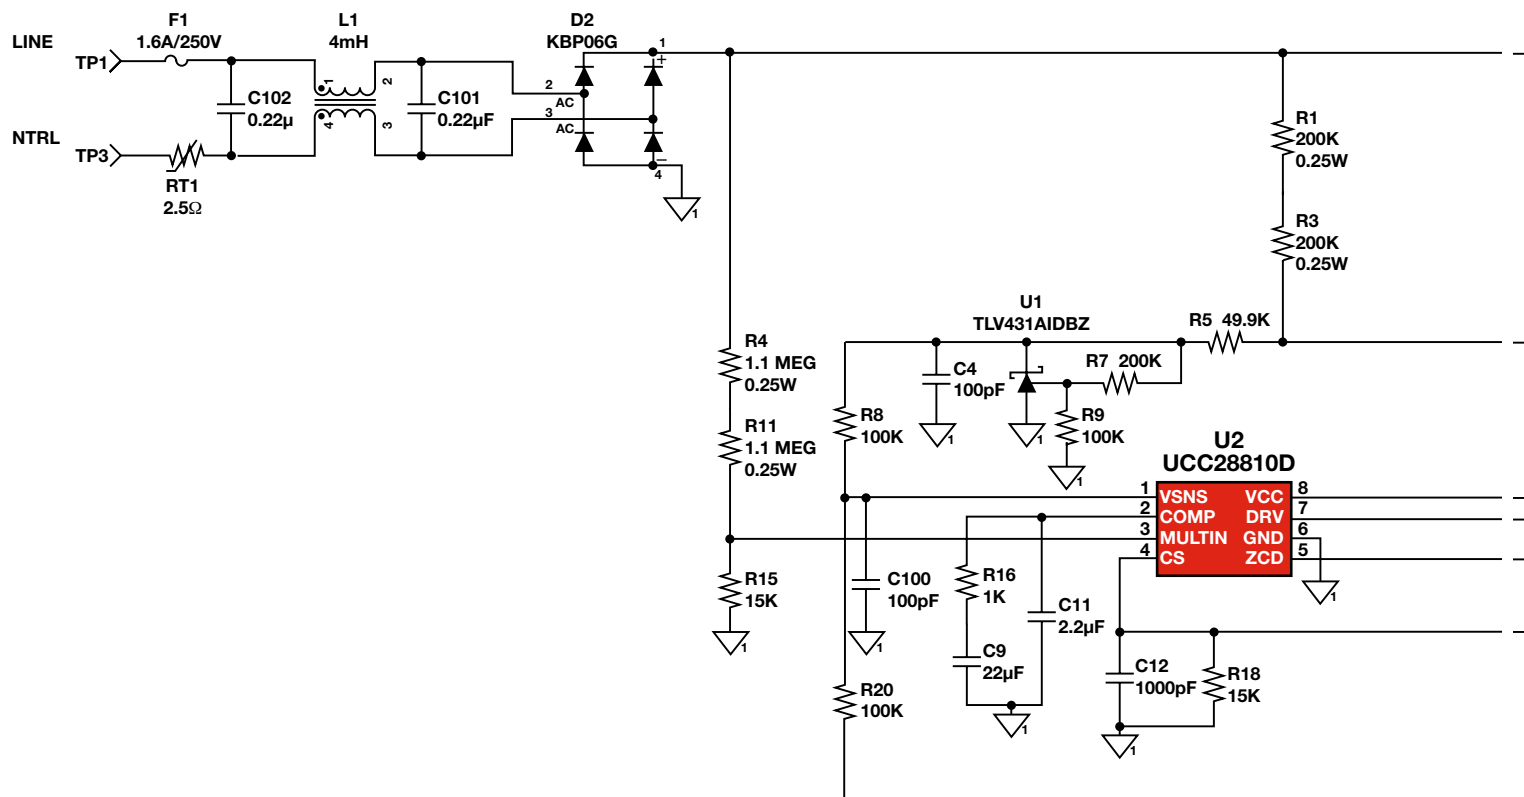 F1
1.6A/250V
L1
4mH
D2
KBP06G
LINE
TP1
1
2
C102
0.22µ
C101
0.22µF
4
3
2
AC
3
AC
1
+
–
4
1
NTRL
TP3
RT1
2.5Ω
R1
200K
0.25W
R3
200K
0.25W
U1
TLV431AIDBZ
R5 49.9K
R4
1.1 MEG
0.25W
C4
100pF
R7 200K
R8
100K
R9
100K
1
1
1
R11
1.1 MEG
0.25W
U2
UCC28810D
1 VSNS VCC 8
2 COMP DRV 7
3 MULTIN GND 6
4 CS ZCD 5
1
R15
15K
1
C100
100pF
1
R16
1K
C11
2.2µF
C9
22µF
1
C12
1000pF
R18
15K
1
R20
100K